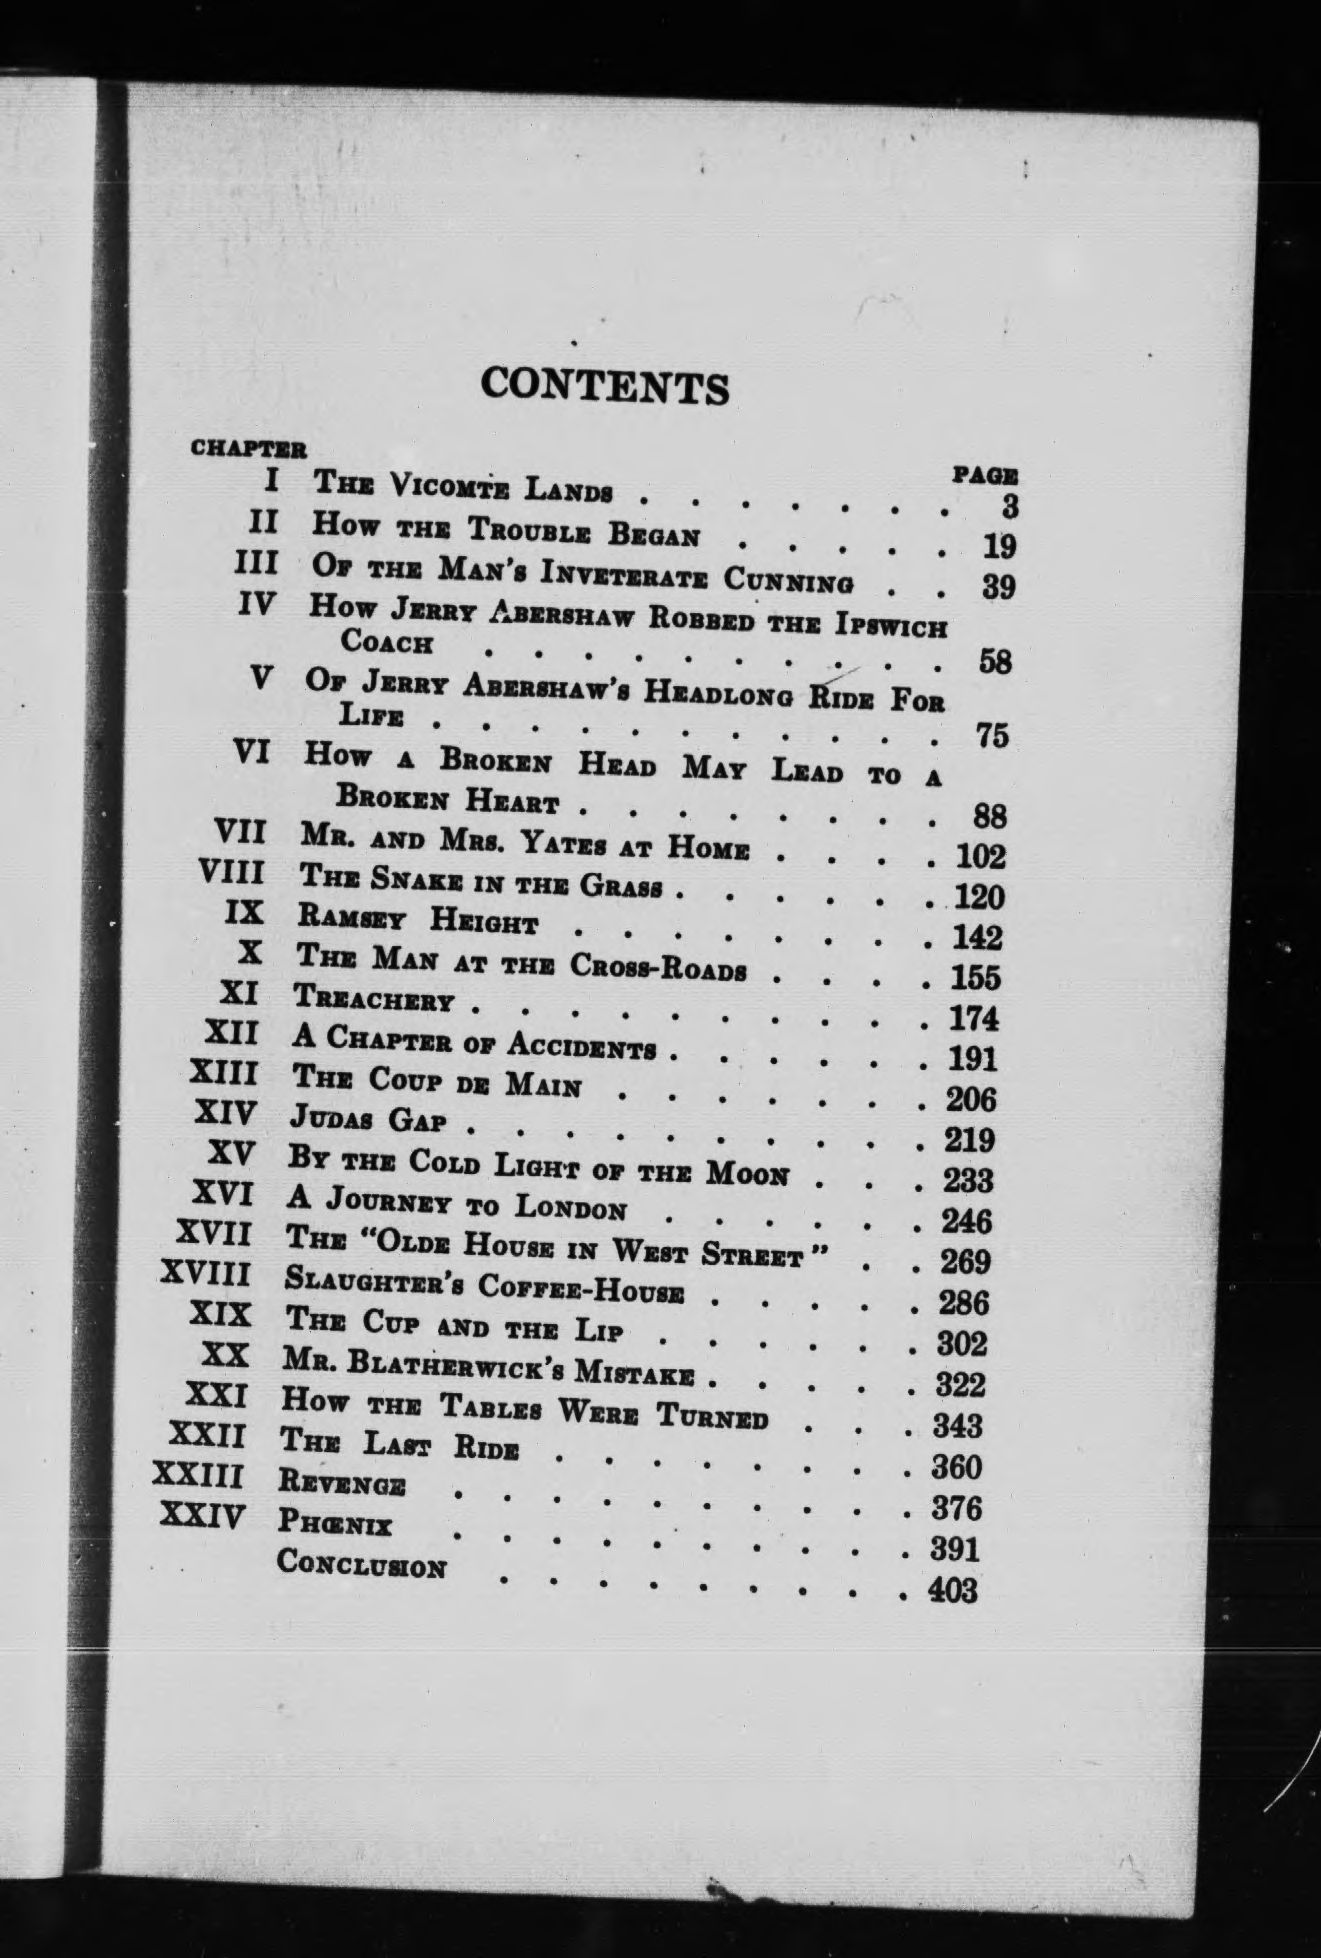 CONTENTS
CHAPTER PAGE
I The Vicomte Lands . . . . . . . 3
II How the Trouble Began . . . . . 19
III Of the Man's Inveterate Cunning . . 39
IV How Jerry Abershaw Robbed the Ipswich
Coach . . . . . . . . . . 58
V Of Jerry Abershaw's Headlong Ride For
Life . . . . . . . . . . . 75
VI How a Broken Head May Lead to a
Broken Heart . . . . . . . . 88
VII Mr. and Mrs. Yates at Home . . . . 102
VIII The Snake in the Grass . . . . . . 120
IX Ramsey Height . . . . . . . . 142
X The Man at the Cross-Roads . . . . 155
XI Treachery . . . . . . . . . . 174
XII A Chapter of Accidents . . . . . . 191
XIII The Coup de Main . . . . . . . 206
XIV Judas Gap . . . . . . . . . . 219
XV By the Cold Light of the Moon . . . 233
XVI A Journey to London . . . . . . 246
XVII The "Olde House in West Street" . . 269
XVIII Slaughter's Coffee-House . . . . . 286
XIX The Cup and the Lip . . . . . . 302
XX Mr. Blatherwick's Mistake . . . . . 322
XXI How the Tables Were Turned . . . 343
XXII The Last Ride . . . . . . . . 360
XXIII Revenge . . . . . . . . . . 376
XXIV Phœnix . . . . . . . . . . 391
Conclusion . . . . . . . . . 403